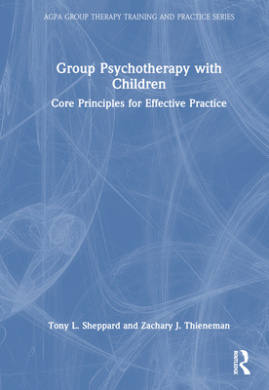 AGPA GROUP THERAPY TRAINING AND PRACTICE SERIES
Group Psychotherapy with
Children
Core Principles for Effective Practice
Tony L. Sheppard and Zachary J. Thieneman
ROUTLEDGE